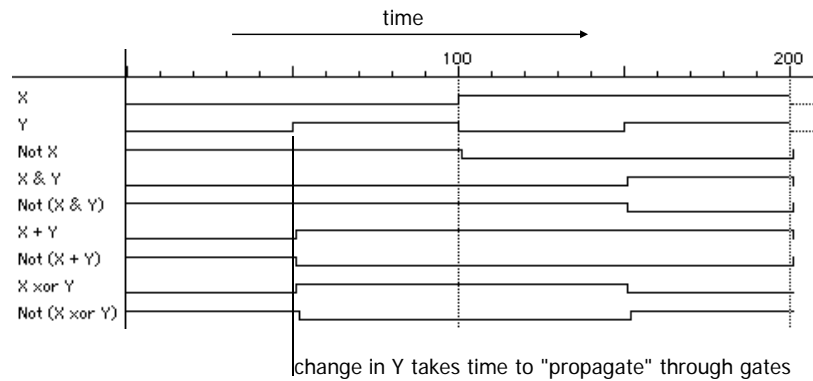 time
100
200
X
Y
Not X
X & Y
Not (X & Y)
X + Y
Not (X + Y)
X xor Y
Not (X xor Y)
change in Y takes time to "propagate" through gates